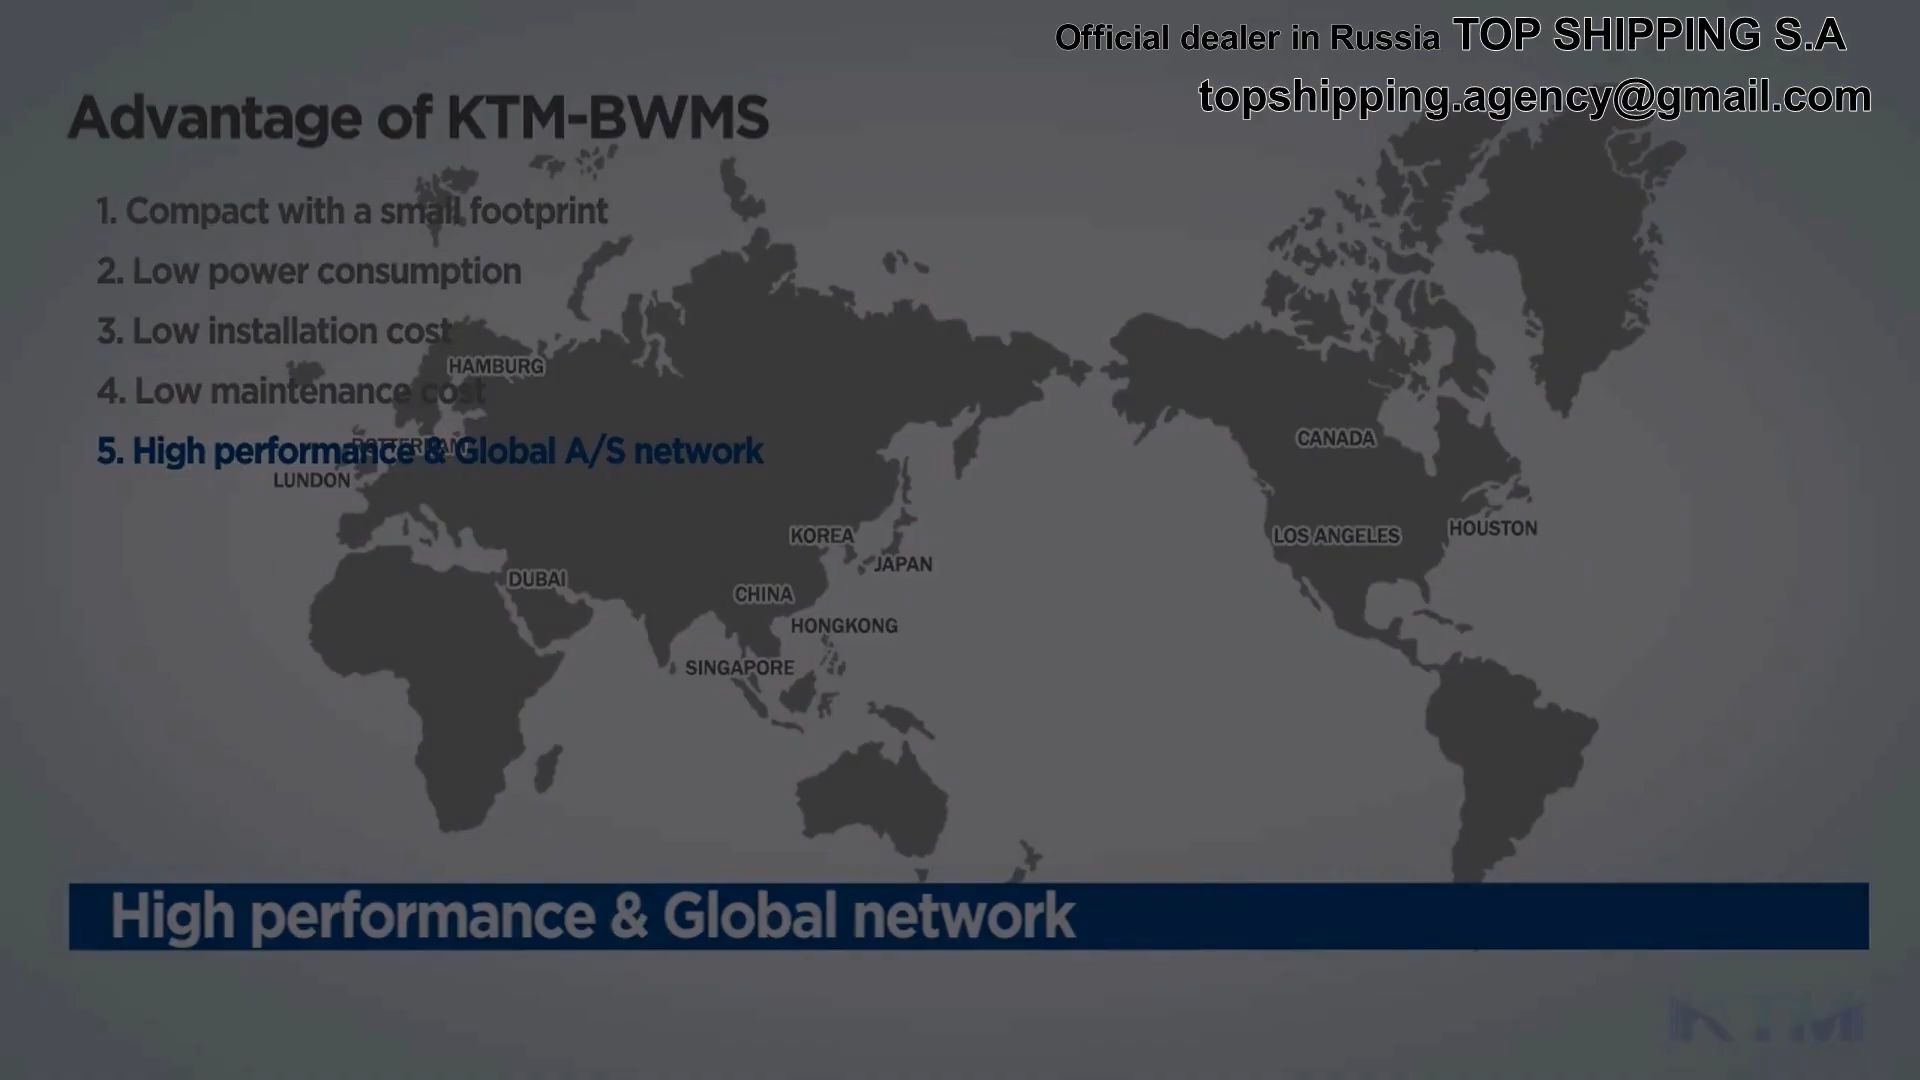 Official dealer in Russia TOP SHIPPING S.A
topshipping.agency@gmail.com
Advantage of KTM-BWMS
1. Compact with a small footprint
2. Low power consumption
3. Low installation cost
HAMBURG
4. Low maintenance cost
ROTTERDAM
5. High performance & Global A/S network
LUNDON
CANADA
KOREA
LOS ANGELES
HOUSTON
JAPAN
DUBAI
CHINA
HONGKONG
SINGAPORE
High performance & Global network
KTM